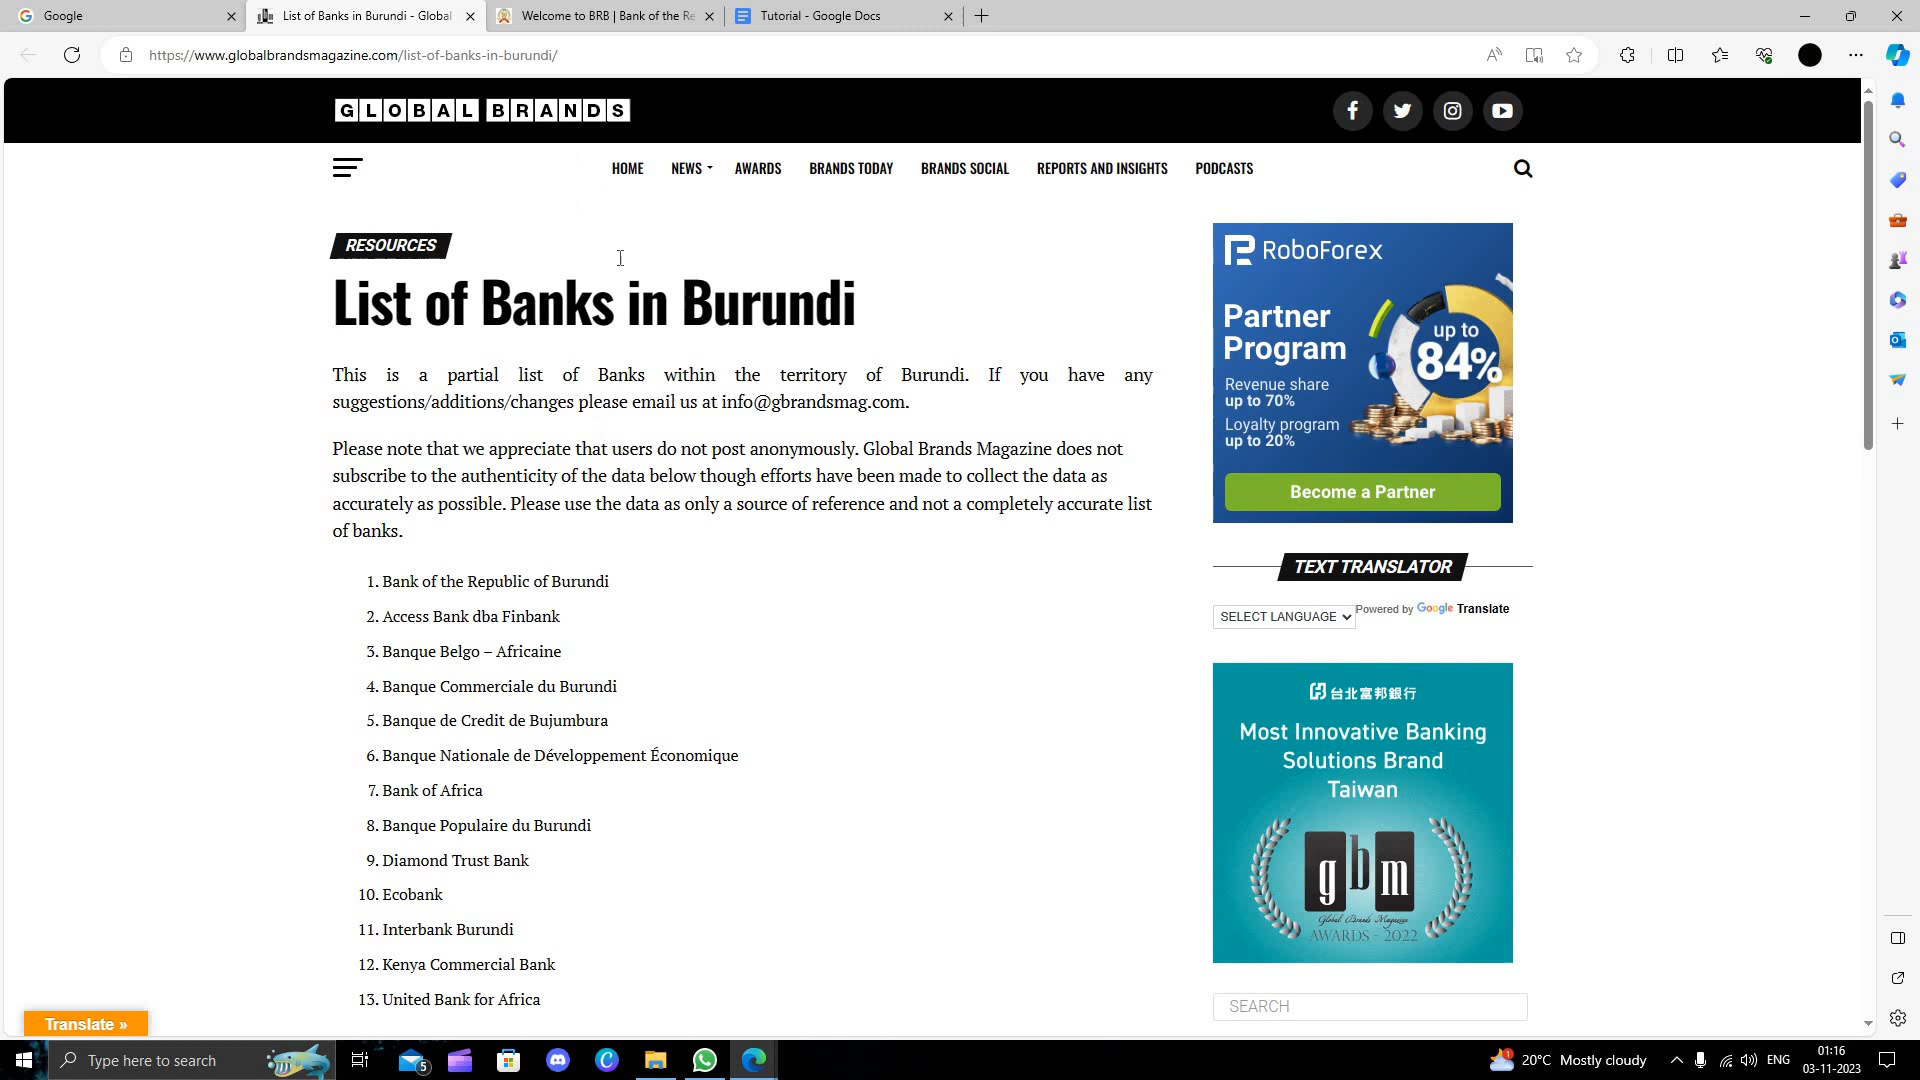 Google
List of Banks in Burundi - Global
Welcome to BRB | Bank of the Re
Tutorial - Google Docs
https://www.globalbrandsmagazine.com/list-of-banks-in-burundi/
GLOBAL BRANDS
HOME NEWS AWARDS BRANDS TODAY BRANDS SOCIAL REPORTS AND INSIGHTS PODCASTS
RESOURCES
List of Banks in Burundi
This is a partial list of Banks within the territory of Burundi. If you have any
suggestions/additions/changes please email us at info@gbrandsmag.com.
Please note that we appreciate that users do not post anonymously. Global Brands Magazine does not
subscribe to the authenticity of the data below though efforts have been made to collect the data as
accurately as possible. Please use the data as only a source of reference and not a completely accurate list
of banks.
1. Bank of the Republic of Burundi
2. Access Bank dba Finbank
3. Banque Belgo – Africaine
4. Banque Commerciale du Burundi
5. Banque de Credit de Bujumbura
6. Banque Nationale de Développement Économique
7. Bank of Africa
8. Banque Populaire du Burundi
9. Diamond Trust Bank
10. Ecobank
11. Interbank Burundi
12. Kenya Commercial Bank
13. United Bank for Africa
RoboForex
Partner
Program
up to
84%
Revenue share
up to 70%
Loyalty program
up to 20%
Become a Partner
TEXT TRANSLATOR
SELECT LANGUAGE Powered by Google Translate
台北富邦銀行
Most Innovative Banking
Solutions Brand
Taiwan
gbm
Global Brands Magazine
AWARDS - 2022
SEARCH
Translate »
Type here to search
5
1
20°C Mostly cloudy
ENG
01:16
03-11-2023